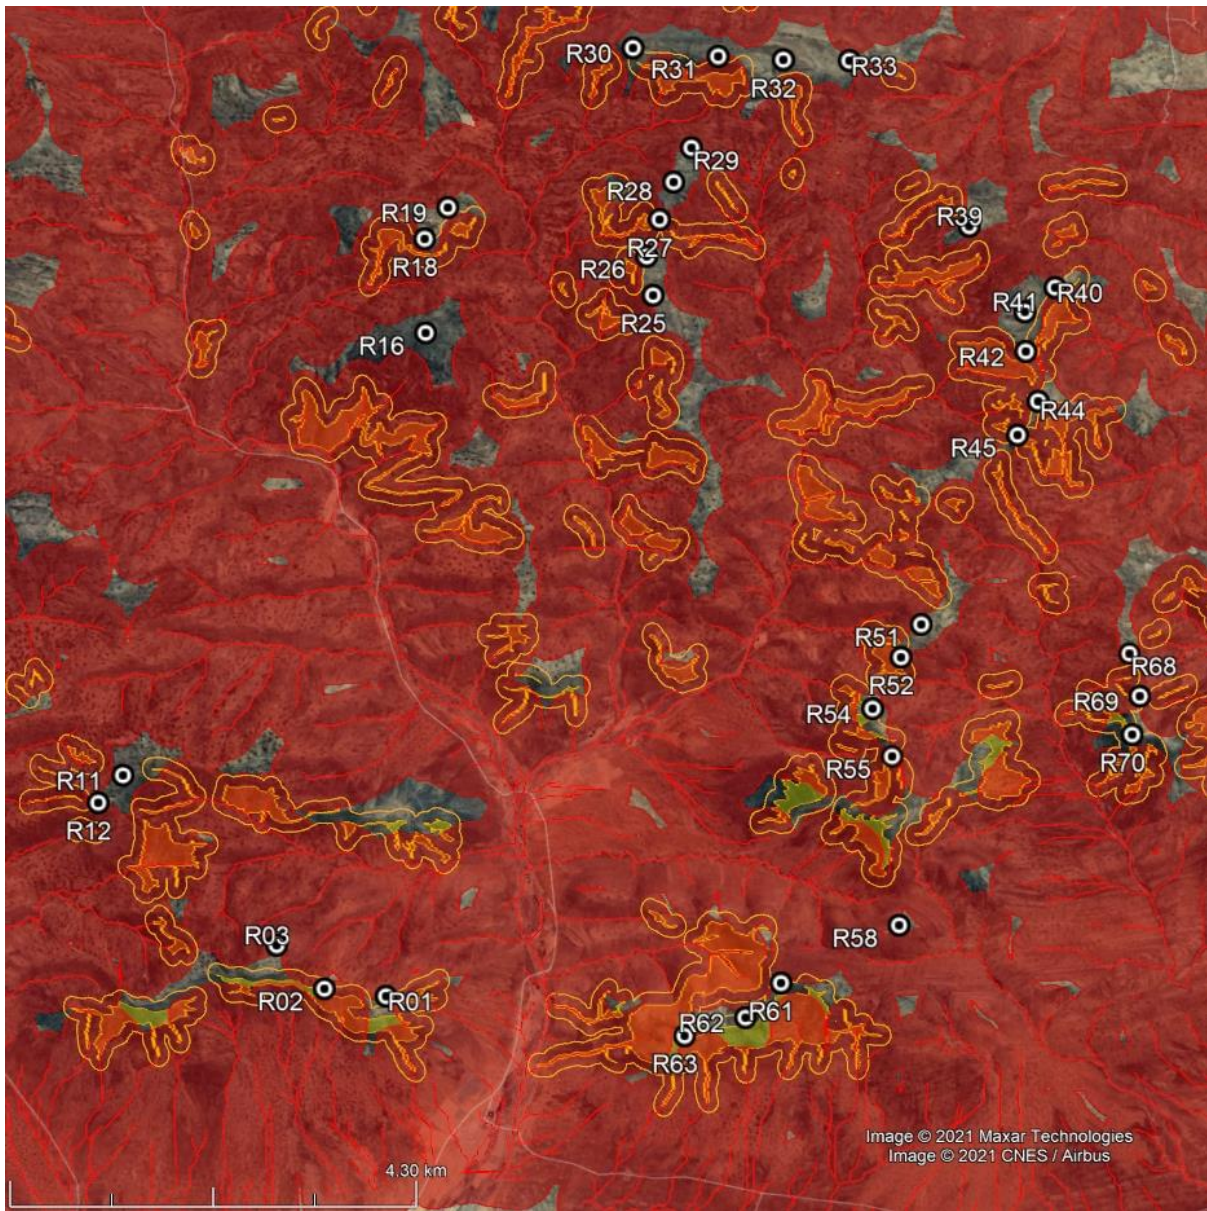 R30
R31
R32
R33
R29
R28
R19
R39
R18
R27
R26
R25
R41
R40
R16
R42
R44
R45
R51
R52
R68
R69
R54
R55
R70
R11
R12
R03
R58
R02
R01
R62
R61
R63
Image © 2021 Maxar Technologies
Image © 2021 CNES / Airbus
4.30 km